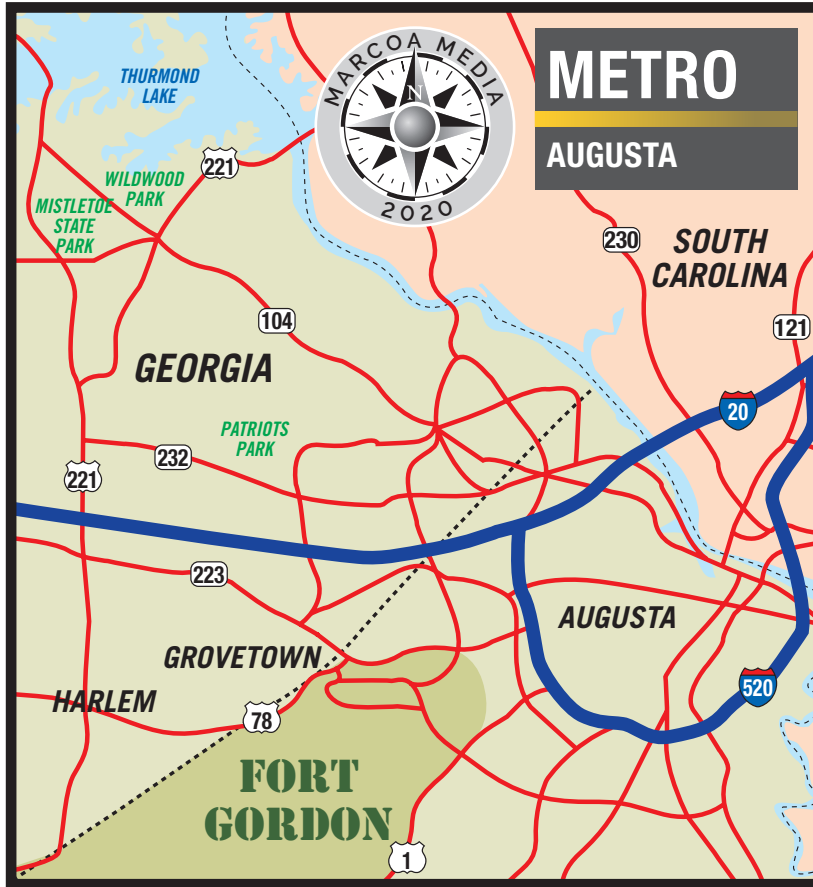 THURMOND
LAKE
MARCOA MEDIA
N
2020
METRO
AUGUSTA
221
WILDWOOD
PARK
MISTLETOE
STATE
PARK
230
SOUTH
CAROLINA
104
121
GEORGIA
20
PATRIOTS
PARK
232
221
223
AUGUSTA
GROVETOWN
HARLEM
520
78
FORT
GORDON
1